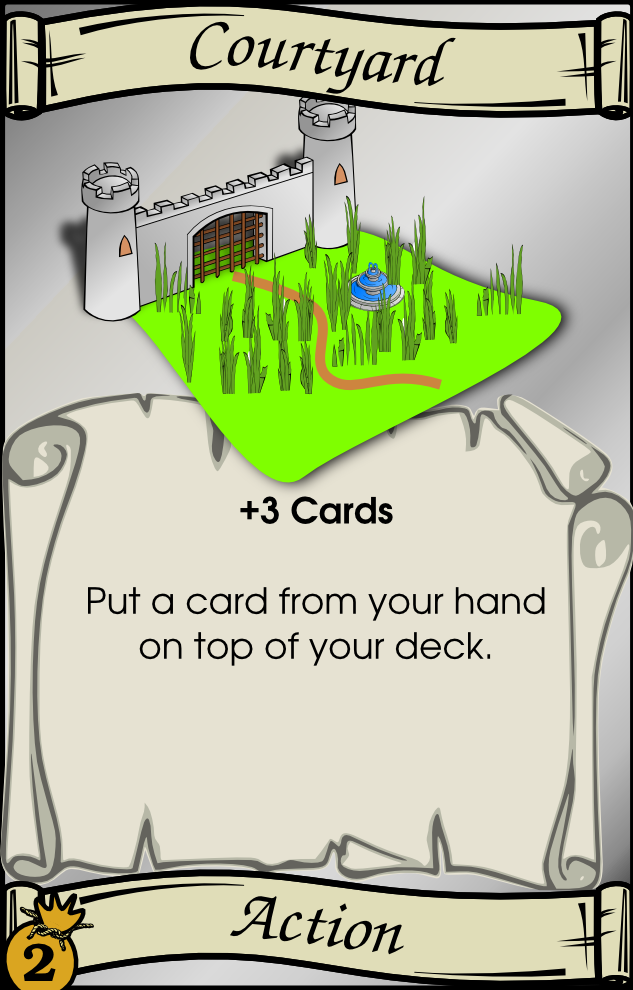 Courtyard
+3 Cards
Put a card from your hand
on top of your deck.
Action
2